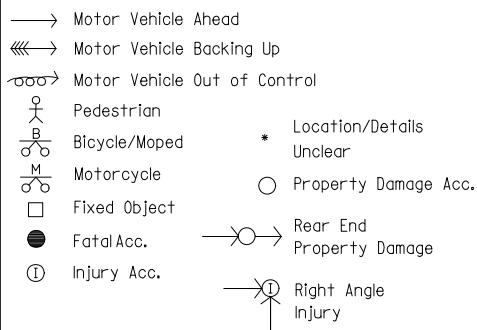 Motor Vehicle Ahead
Motor Vehicle Backing Up
Motor Vehicle Out of Control
Pedestrian
B
Bicycle/Moped
M
Motorcycle
Fixed Object
Fatal Acc.
I
Injury Acc.
*
Location/Details
Unclear
Property Damage Acc.
Rear End
Property Damage
I
Right Angle
Injury